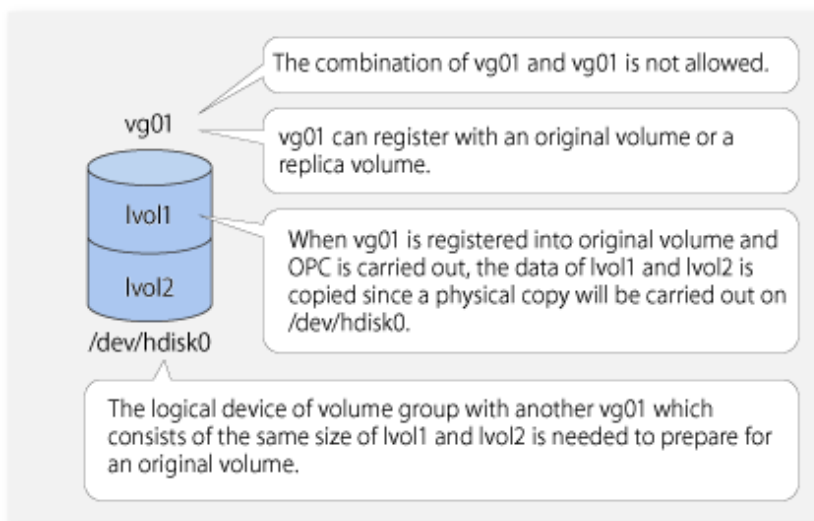 The combination of vg01 and vg01 is not allowed.
vg01
vg01 can register with an original volume or a
replica volume.
lvol1
When vg01 is registered into original volume and
OPC is carried out, the data of lvol1 and lvol2 is
copied since a physical copy will be carried out on
/dev/hdisk0.
lvol2
/dev/hdisk0
The logical device of volume group with another vg01 which
consists of the same size of lvol1 and lvol2 is needed to prepare for
an original volume.